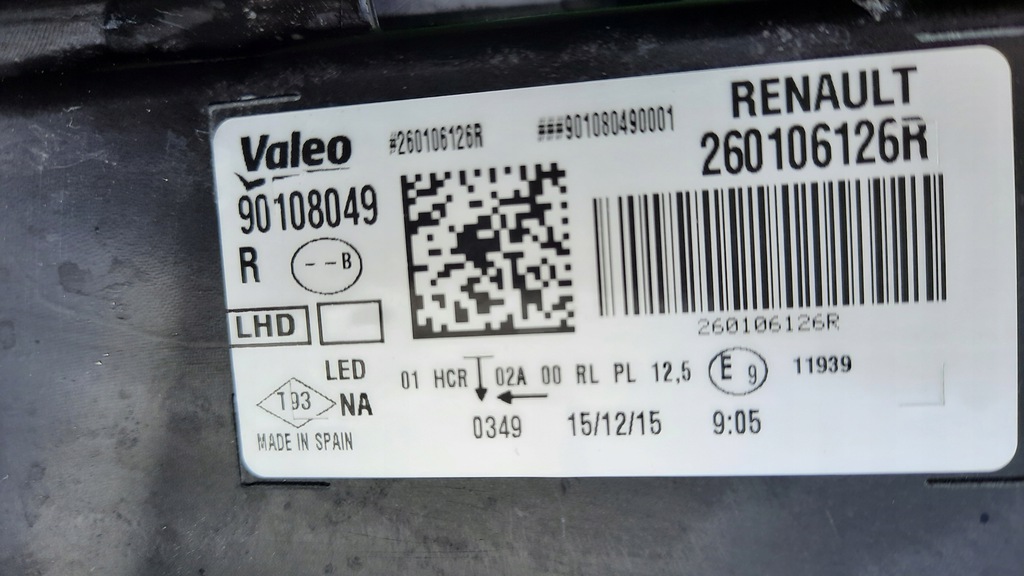 RENAULT
Valeo #260106126R ###901080490001 260106126R
90108049
R --B
LHD 260106126R
LED 01 HCR 02A 00 RL PL 12,5 E 9 11939
T93 NA 0349 15/12/15 9:05
MADE IN SPAIN